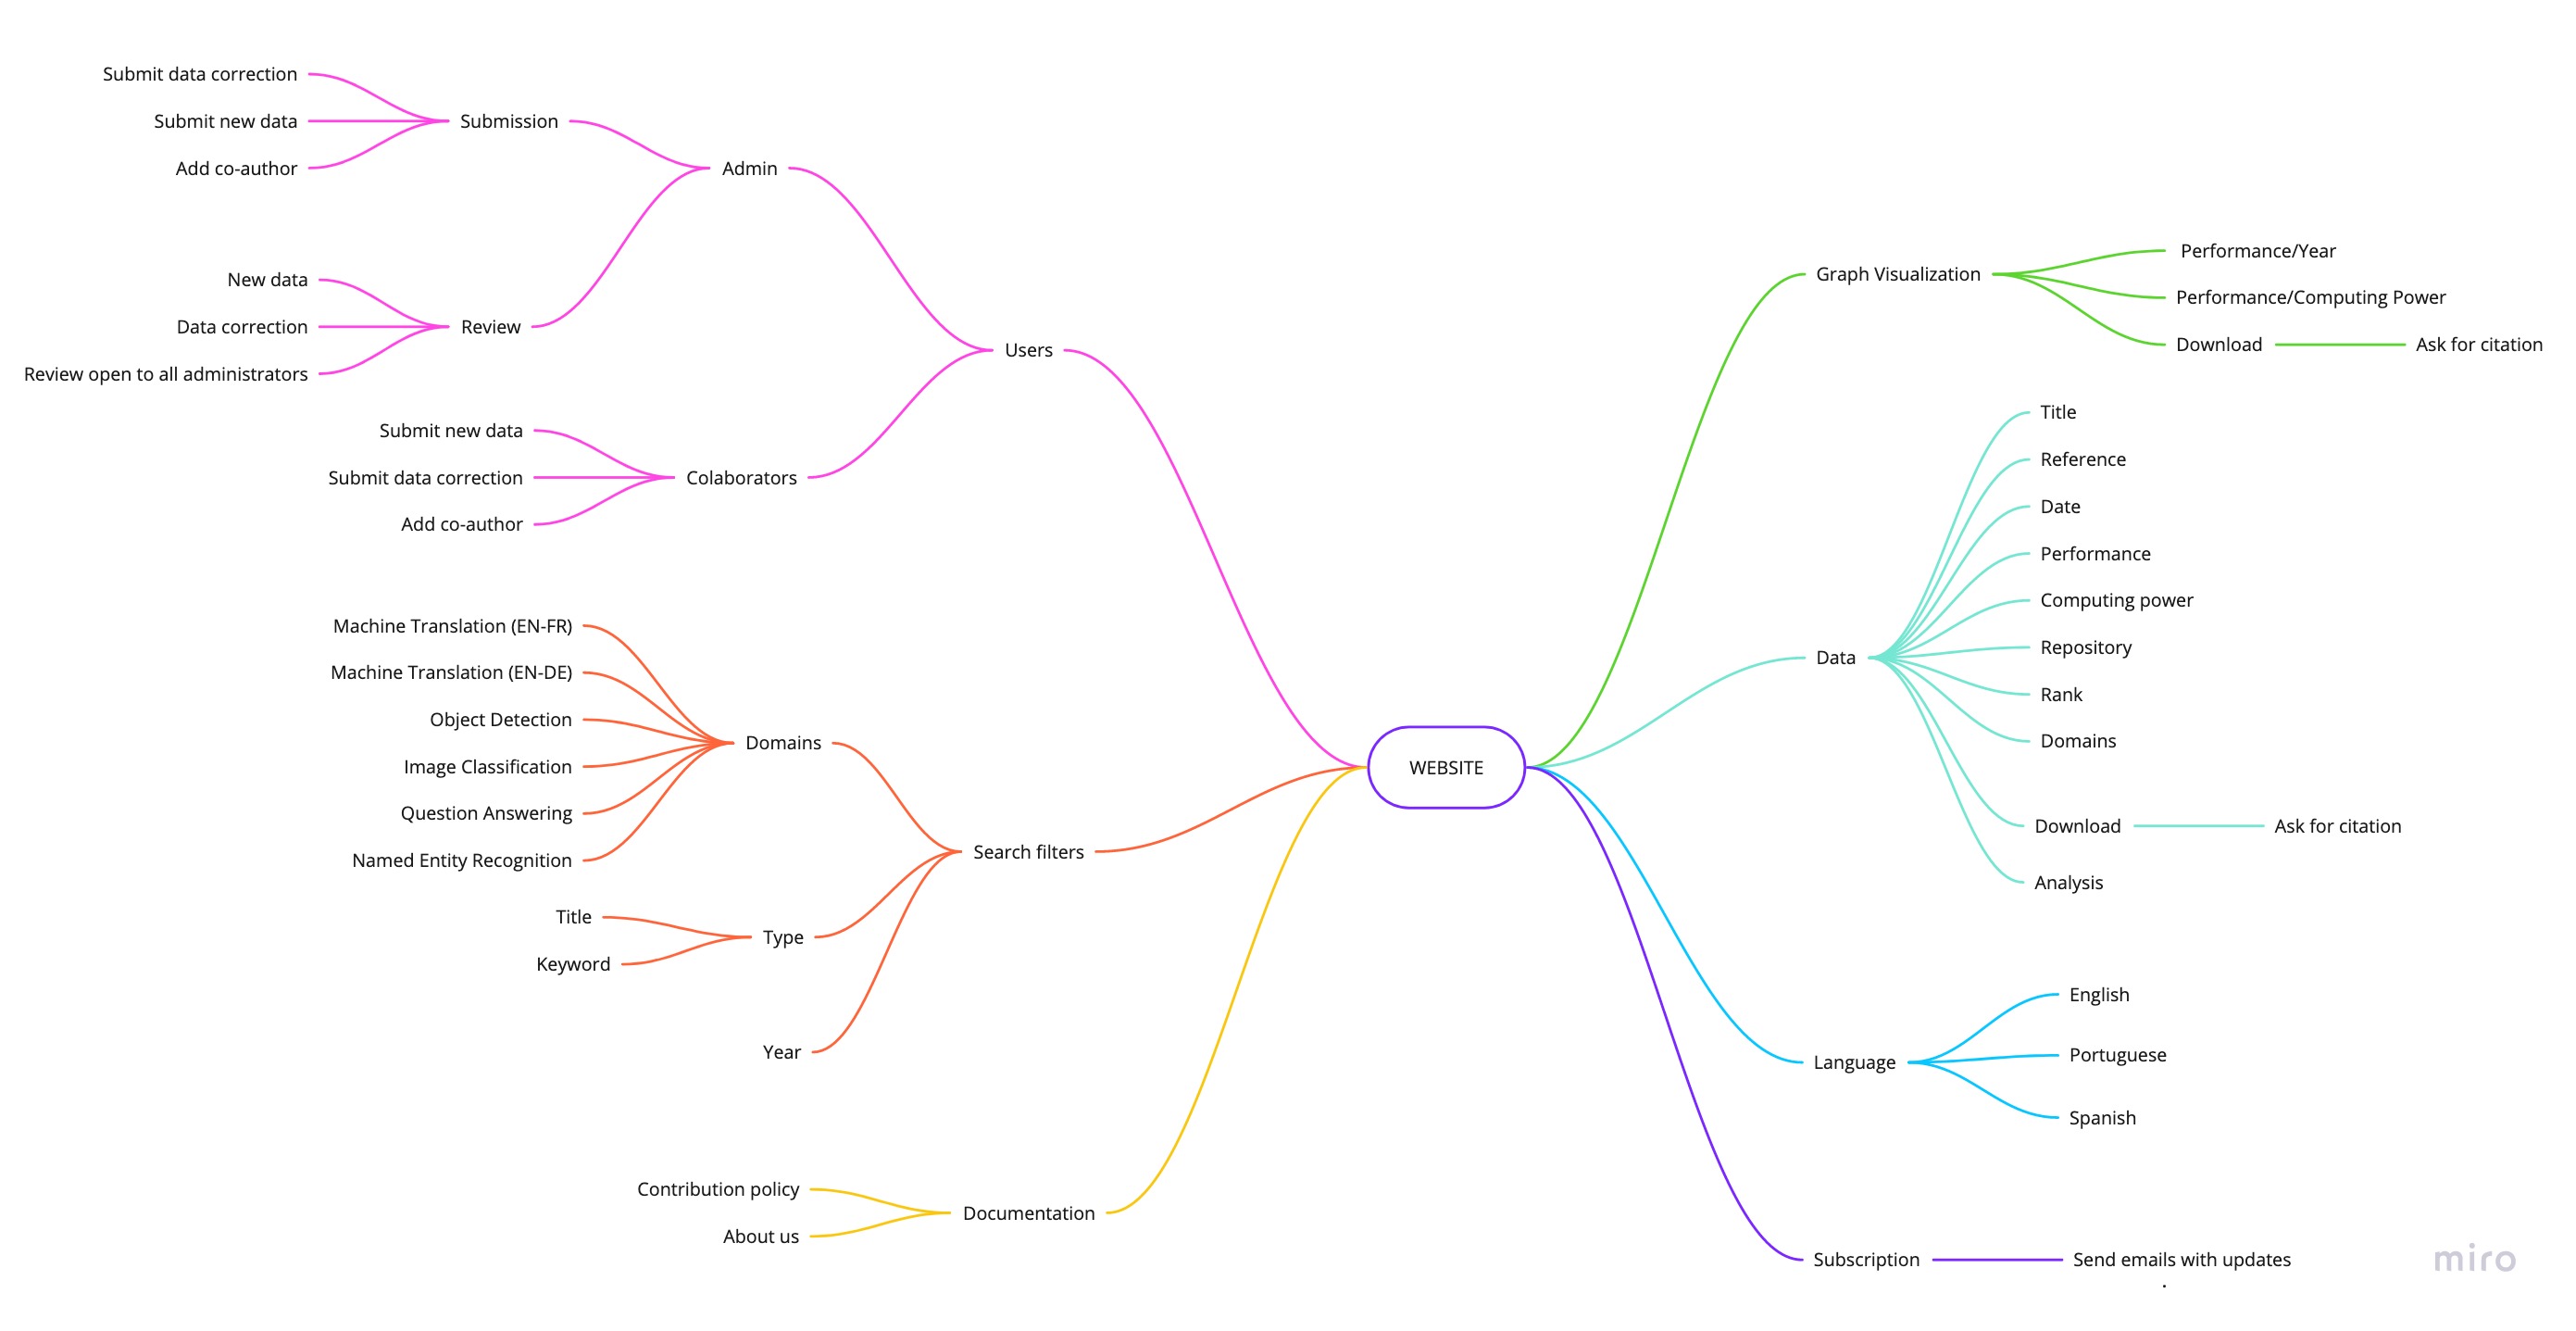 Submit data correction
Submit new data
Add co-author
Submission
Admin
New data
Data correction
Review open to all administrators
Review
Users
Submit new data
Submit data correction
Add co-author
Colaborators
Machine Translation (EN-FR)
Machine Translation (EN-DE)
Object Detection
Image Classification
Question Answering
Named Entity Recognition
Domains
Title
Keyword
Type
Year
Search filters
Contribution policy
About us
Documentation
WEBSITE
Graph Visualization
Performance/Year
Performance/Computing Power
Download
Ask for citation
Data
Title
Reference
Date
Performance
Computing power
Repository
Rank
Domains
Download
Ask for citation
Analysis
Language
English
Portuguese
Spanish
Subscription
Send emails with updates
.
miro